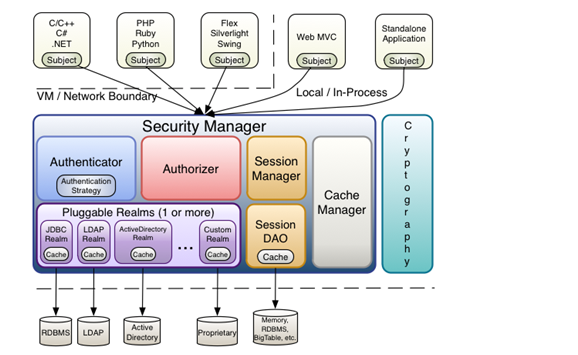 C/C++
C#
.NET
Subject
PHP
Ruby
Python
Subject
Flex
Silverlight
Swing
Subject
Web MVC
Subject
Standalone
Application
Subject
VM / Network Boundary
Local / In-Process
Security Manager
Authenticator
Authentication
Strategy
Authorizer
Session
Manager
Cache
Manager
Cryptography
Pluggable Realms (1 or more)
JDBC
Realm
Cache
LDAP
Realm
Cache
ActiveDirectory
Realm
Cache
...
Custom
Realm
Cache
Session
DAO
Cache
RDBMS
LDAP
Active
Directory
Proprietary
Memory,
RDBMS,
BigTable, etc.